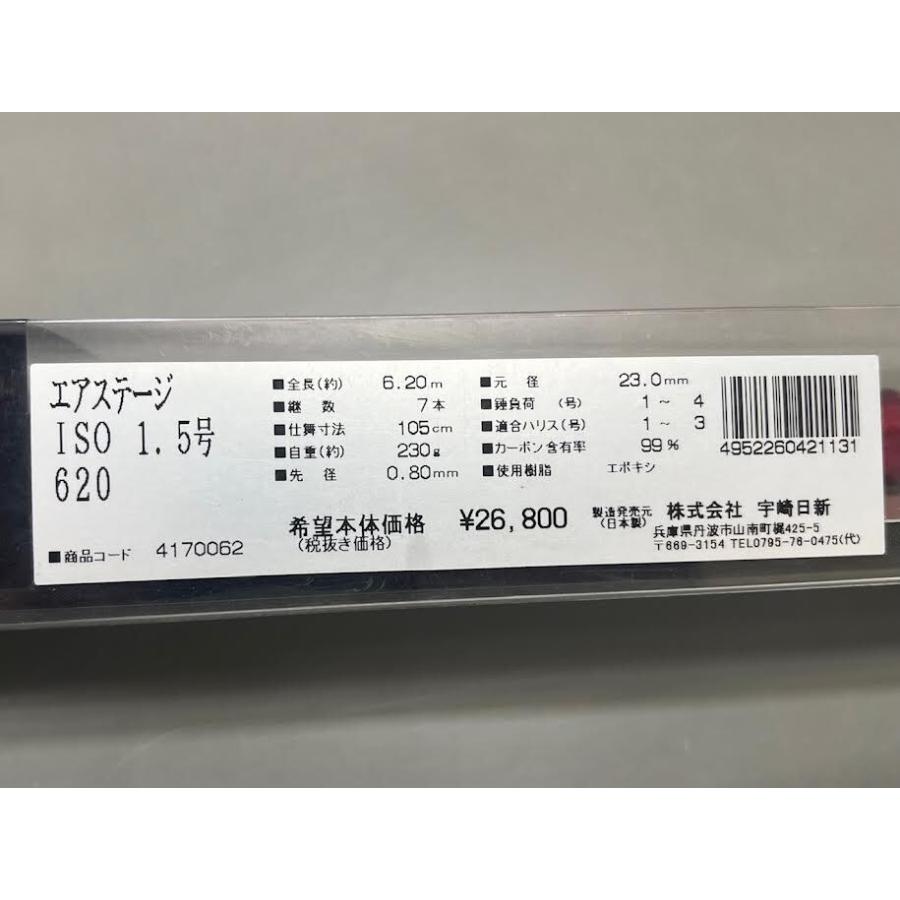 エアステージ
ISO 1.5号
620
■商品コード 4170062
■全長(約) 6.20m
■継数 7本
■仕舞寸法 105cm
■自重(約) 230g
■先径 0.80mm
■元径 23.0mm
■錘負荷(号) 1～4
■適合ハリス(号) 1～3
■カーボン含有率 99%
■使用樹脂 エポキシ
希望本体価格 ¥26,800
(税抜き価格)
製造発売元 株式会社 宇崎日新
(日本製)
兵庫県丹波市山南町梶425-5
〒669-3154 TEL0795-76-0475(代)
4952260421131